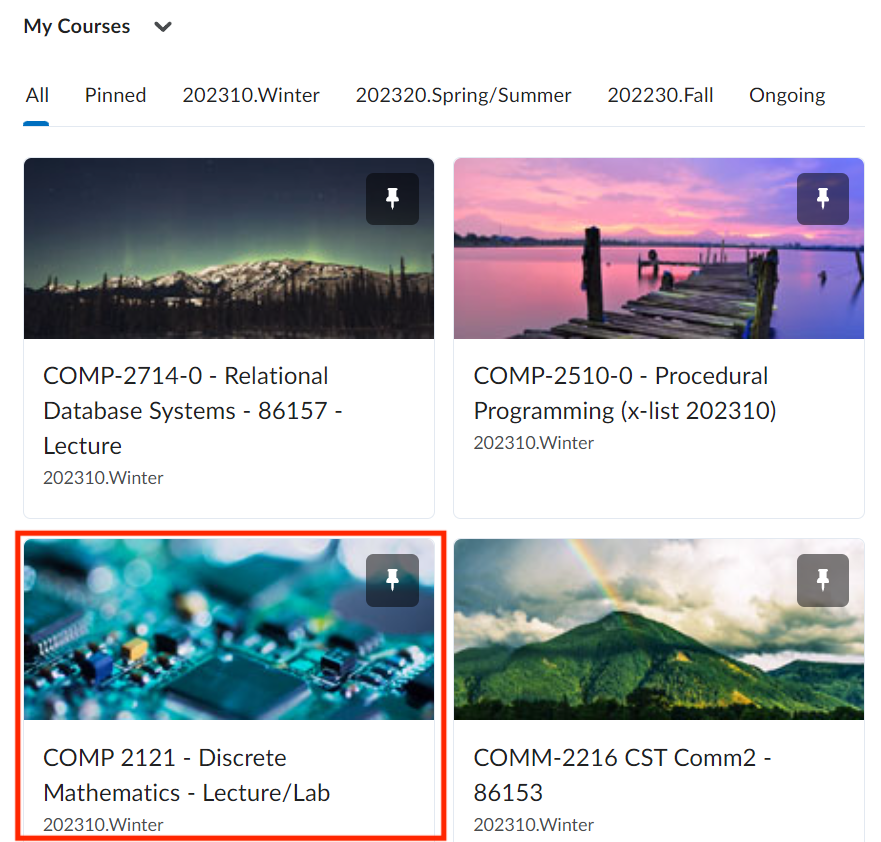 My Courses
All Pinned 202310.Winter 202320.Spring/Summer 202230.Fall Ongoing
COMP-2714-0 - Relational
Database Systems - 86157 -
Lecture
202310.Winter
COMP-2510-0 - Procedural
Programming (x-list 202310)
202310.Winter
COMP 2121 - Discrete
Mathematics - Lecture/Lab
202310.Winter
COMM-2216 CST Comm2 -
86153
202310.Winter